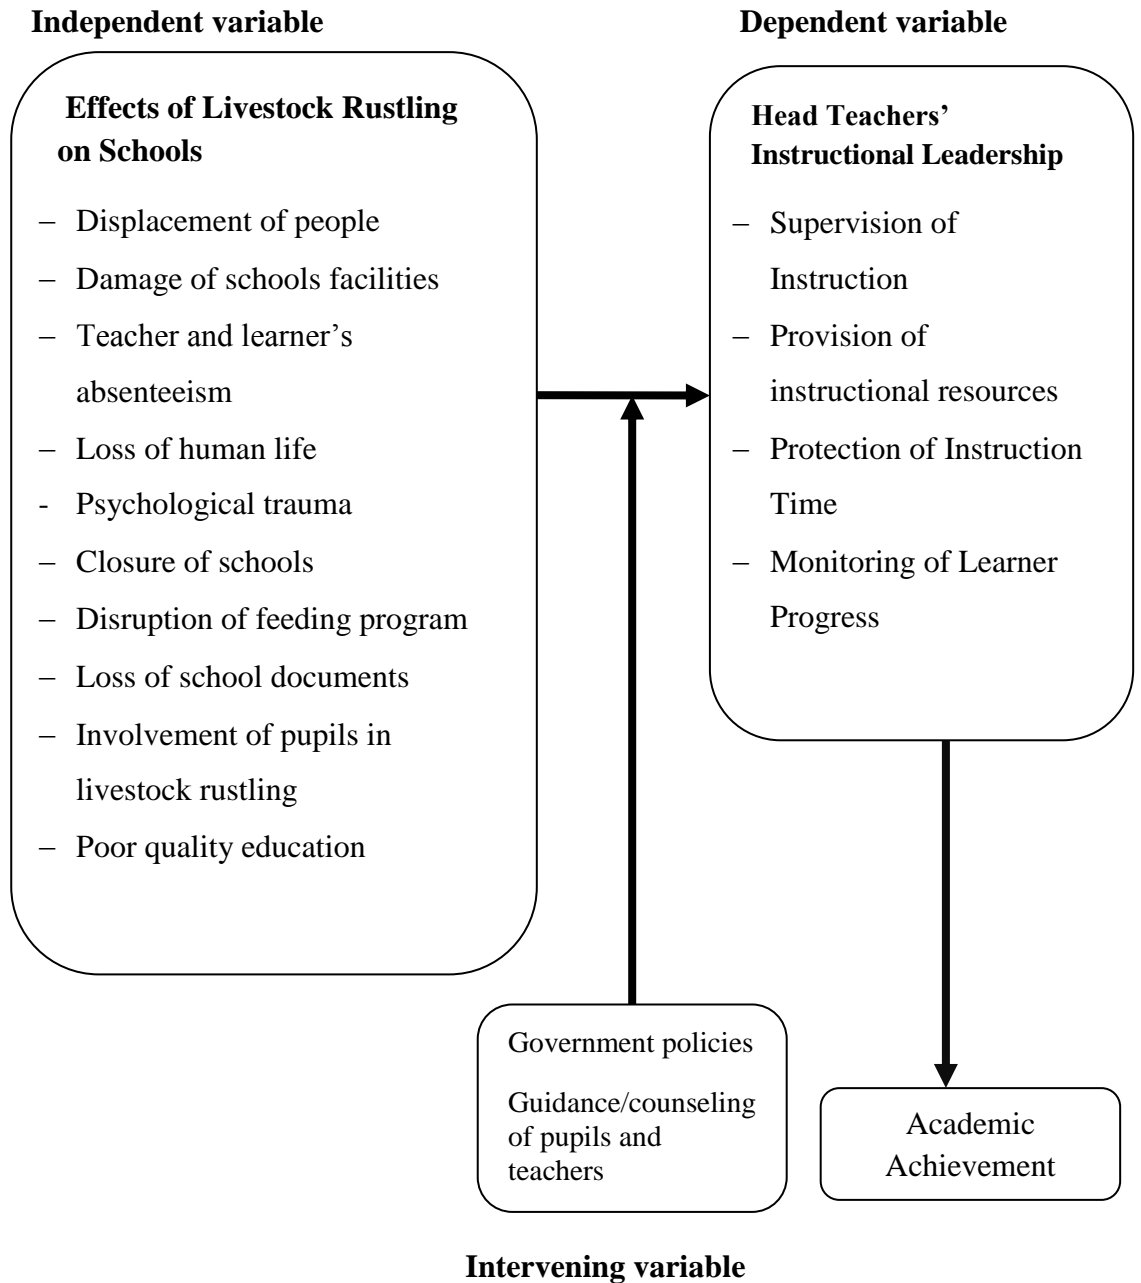 Independent variable
Dependent variable
Effects of Livestock Rustling
on Schools
– Displacement of people
– Damage of schools facilities
– Teacher and learner’s
absenteeism
– Loss of human life
- Psychological trauma
– Closure of schools
– Disruption of feeding program
– Loss of school documents
– Involvement of pupils in
livestock rustling
– Poor quality education
Head Teachers’
Instructional Leadership
– Supervision of
Instruction
– Provision of
instructional resources
– Protection of Instruction
Time
– Monitoring of Learner
Progress
Government policies
Guidance/counseling
of pupils and
teachers
Academic
Achievement
Intervening variable